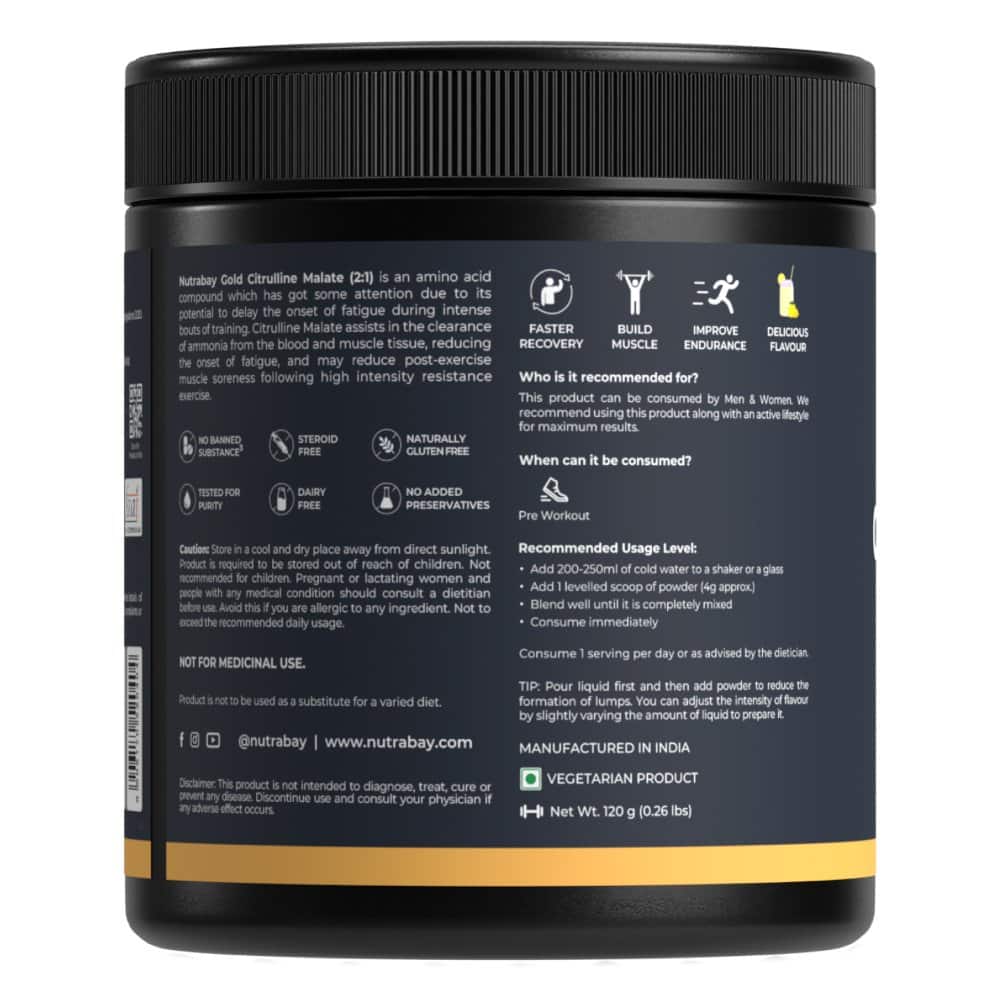 Nutrabay Gold Citrulline Malate (2:1) is an amino acid
compound which has got some attention due to its
potential to delay the onset of fatigue during intense
bouts of training. Citrulline Malate assists in the clearance
of ammonia from the blood and muscle tissue, reducing
the onset of fatigue, and may reduce post-exercise
muscle soreness following high intensity resistance
exercise.
NO BANNED
SUBSTANCE
STEROID
FREE
NATURALLY
GLUTEN FREE
TESTED FOR
PURITY
DAIRY
FREE
NO ADDED
PRESERVATIVES
Caution: Store in a cool and dry place away from direct sunlight.
Product is required to be stored out of reach of children. Not
recommended for children. Pregnant or lactating women and
people with any medical condition should consult a dietitian
before use. Avoid this if you are allergic to any ingredient. Not to
exceed the recommended daily usage.
NOT FOR MEDICINAL USE.
Product is not to be used as a substitute for a varied diet.
@nutrabay | www.nutrabay.com
Disclaimer: This product is not intended to diagnose, treat, cure or
prevent any disease. Discontinue use and consult your physician if
any adverse effect occurs.
FASTER
RECOVERY
BUILD
MUSCLE
IMPROVE
ENDURANCE
DELICIOUS
FLAVOUR
Who is it recommended for?
This product can be consumed by Men & Women. We
recommend using this product along with an active lifestyle
for maximum results.
When can it be consumed?
Pre Workout
Recommended Usage Level:
• Add 200-250ml of cold water to a shaker or a glass
• Add 1 levelled scoop of powder (4g approx.)
• Blend well until it is completely mixed
• Consume immediately
Consume 1 serving per day or as advised by the dietician.
TIP: Pour liquid first and then add powder to reduce the
formation of lumps. You can adjust the intensity of flavour
by slightly varying the amount of liquid to prepare it.
MANUFACTURED IN INDIA
VEGETARIAN PRODUCT
Net Wt. 120 g (0.26 lbs)